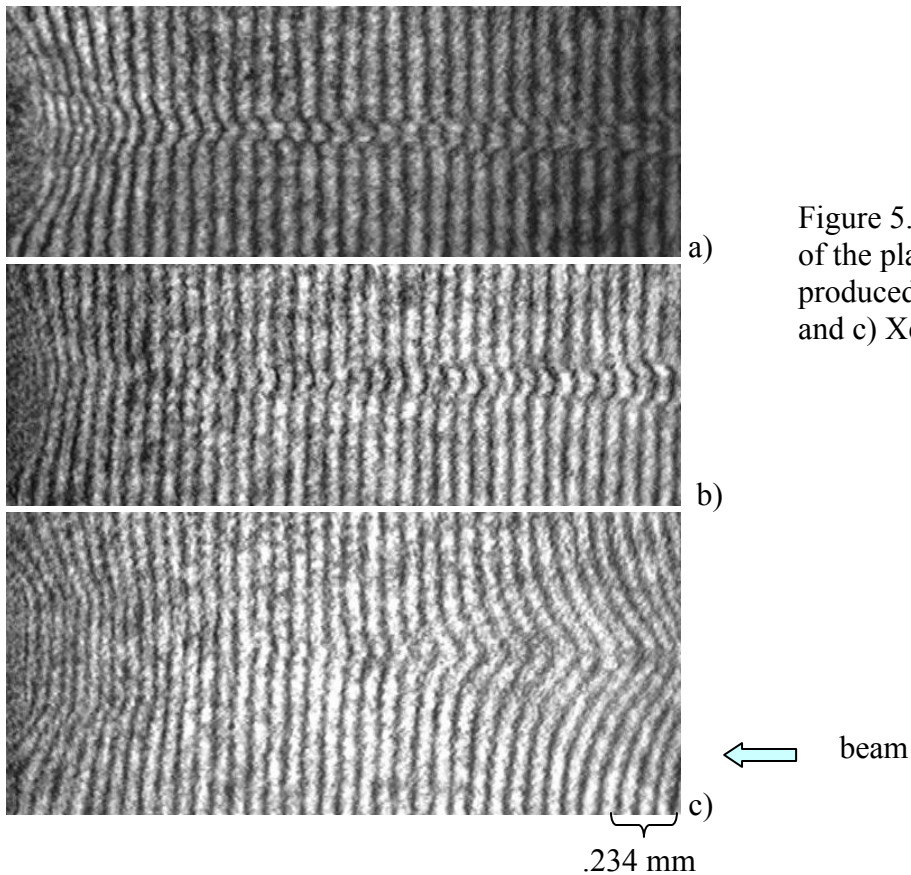 a)
Figure 5.
of the pla
produced
and c) Xe
b)
c)
beam
.234 mm